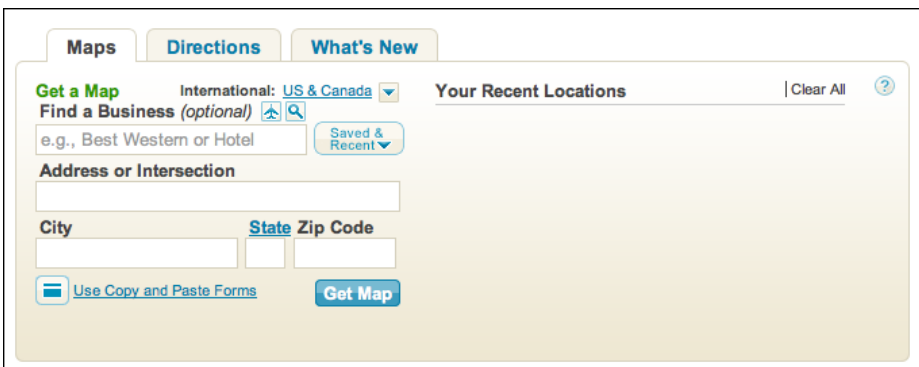 Maps
Directions
What's New
Get a Map
International: US & Canada
Your Recent Locations
Clear All
?
Find a Business (optional)
e.g., Best Western or Hotel
Saved &
Recent
Address or Intersection
City
State
Zip Code
Use Copy and Paste Forms
Get Map